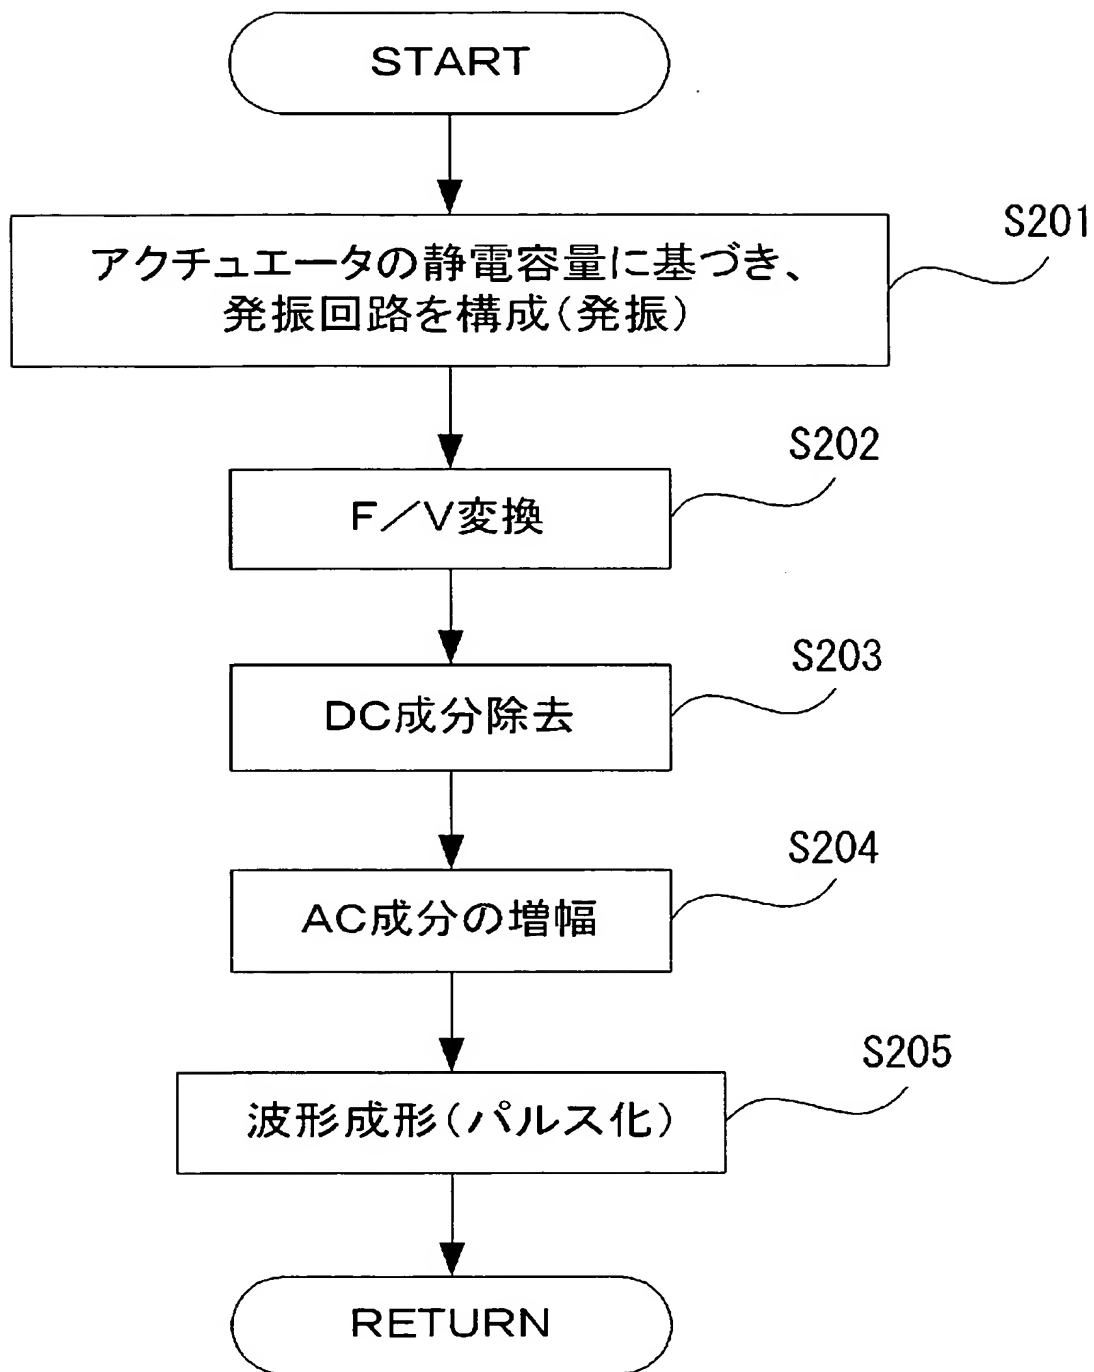 START
S201
アクチュエータの静電容量に基づき、
発振回路を構成(発振)
S202
F/V変換
S203
DC成分除去
S204
AC成分の増幅
S205
波形成形(パルス化)
RETURN